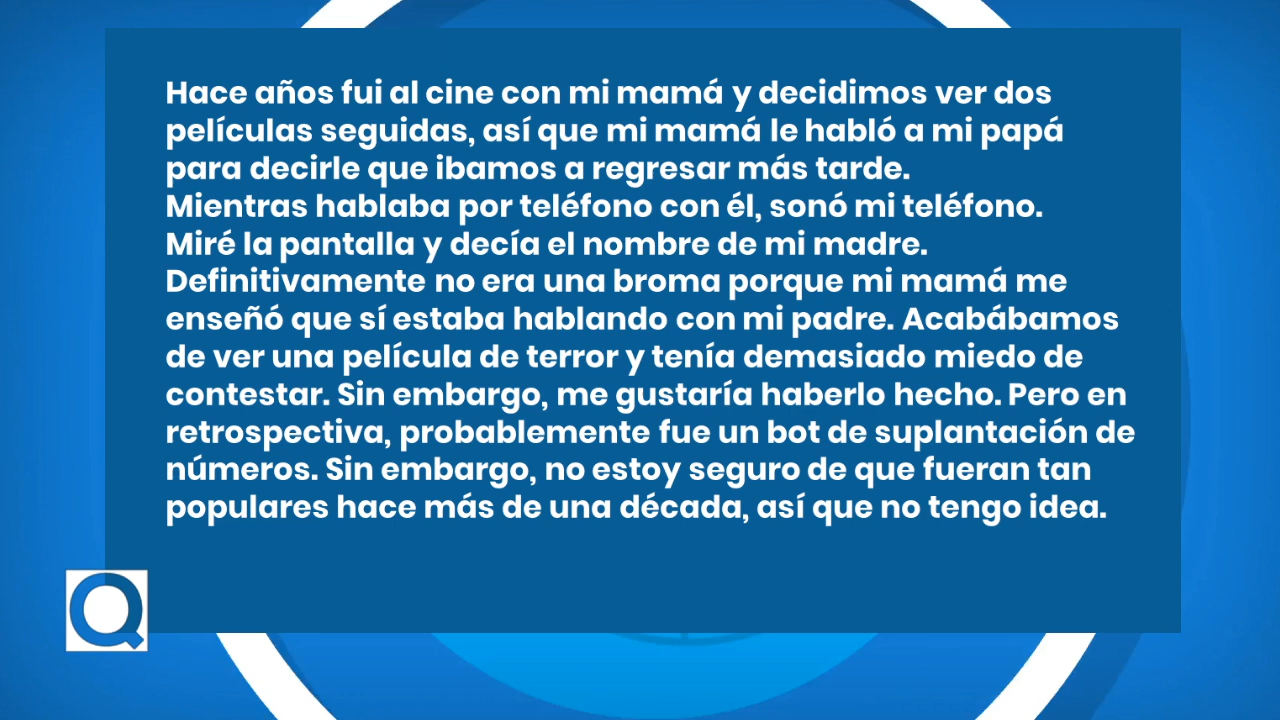 Hace años fui al cine con mi mamá y decidimos ver dos
películas seguidas, así que mi mamá le habló a mi papá
para decirle que ibamos a regresar más tarde.
Mientras hablaba por teléfono con él, sonó mi teléfono.
Miré la pantalla y decía el nombre de mi madre.
Definitivamente no era una broma porque mi mamá me
enseñó que sí estaba hablando con mi padre. Acabábamos
de ver una película de terror y tenía demasiado miedo de
contestar. Sin embargo, me gustaría haberlo hecho. Pero en
retrospectiva, probablemente fue un bot de suplantación de
números. Sin embargo, no estoy seguro de que fueran tan
populares hace más de una década, así que no tengo idea.
Q